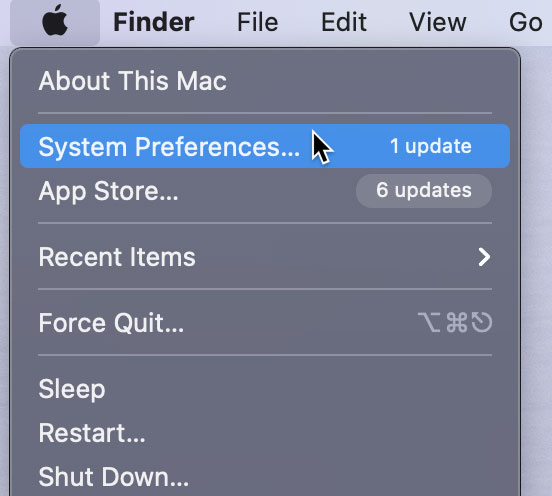 Finder File Edit View Go
About This Mac
System Preferences... 1 update
App Store... 6 updates
Recent Items
Force Quit... ⌥⌘⎋
Sleep
Restart...
Shut Down...